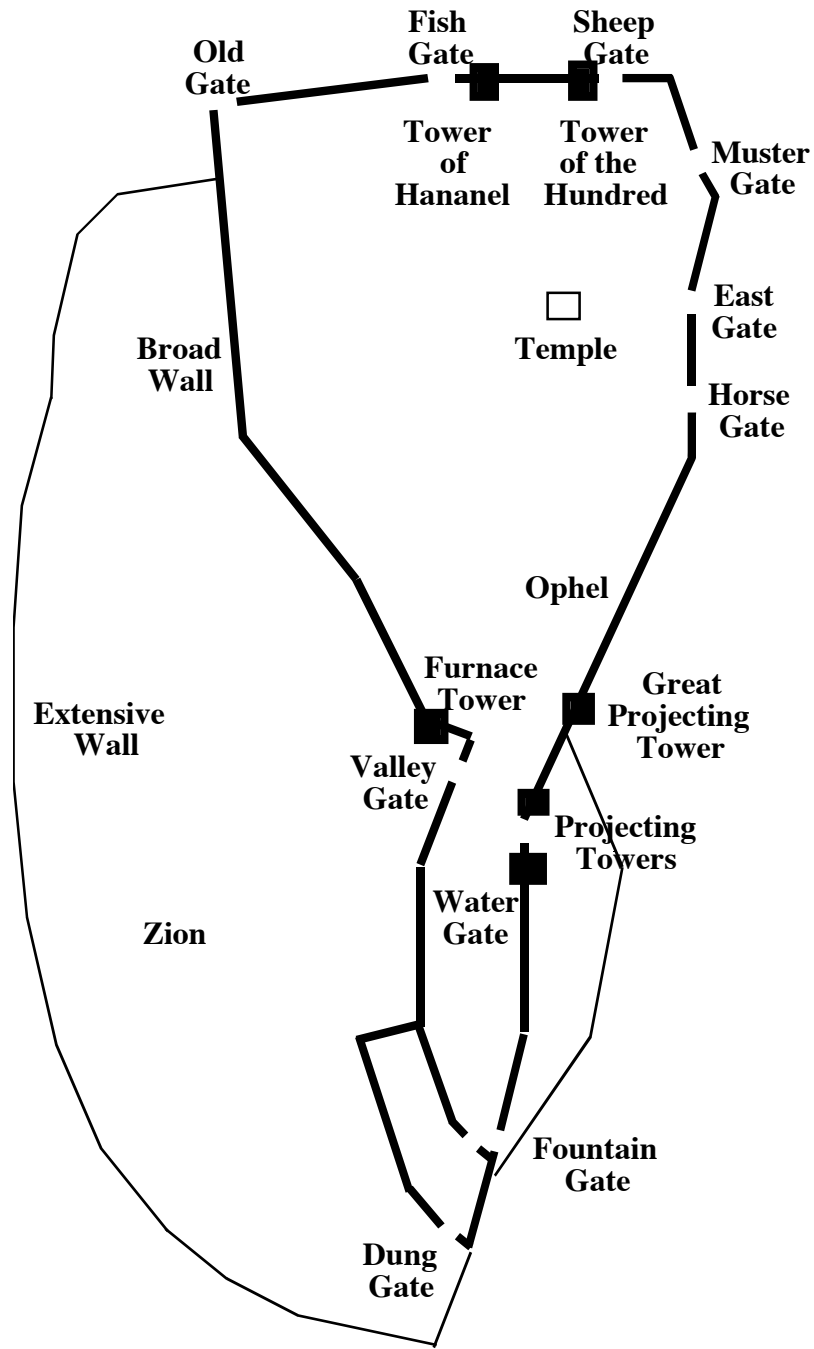 Fish
Gate
Sheep
Gate
Old
Gate
Tower
of
Hananel
Tower
of the
Hundred
Muster
Gate
East
Gate
Temple
Broad
Wall
Horse
Gate
Ophel
Furnace
Tower
Great
Projecting
Tower
Extensive
Wall
Valley
Gate
Projecting
Towers
Water
Gate
Zion
Fountain
Gate
Dung
Gate